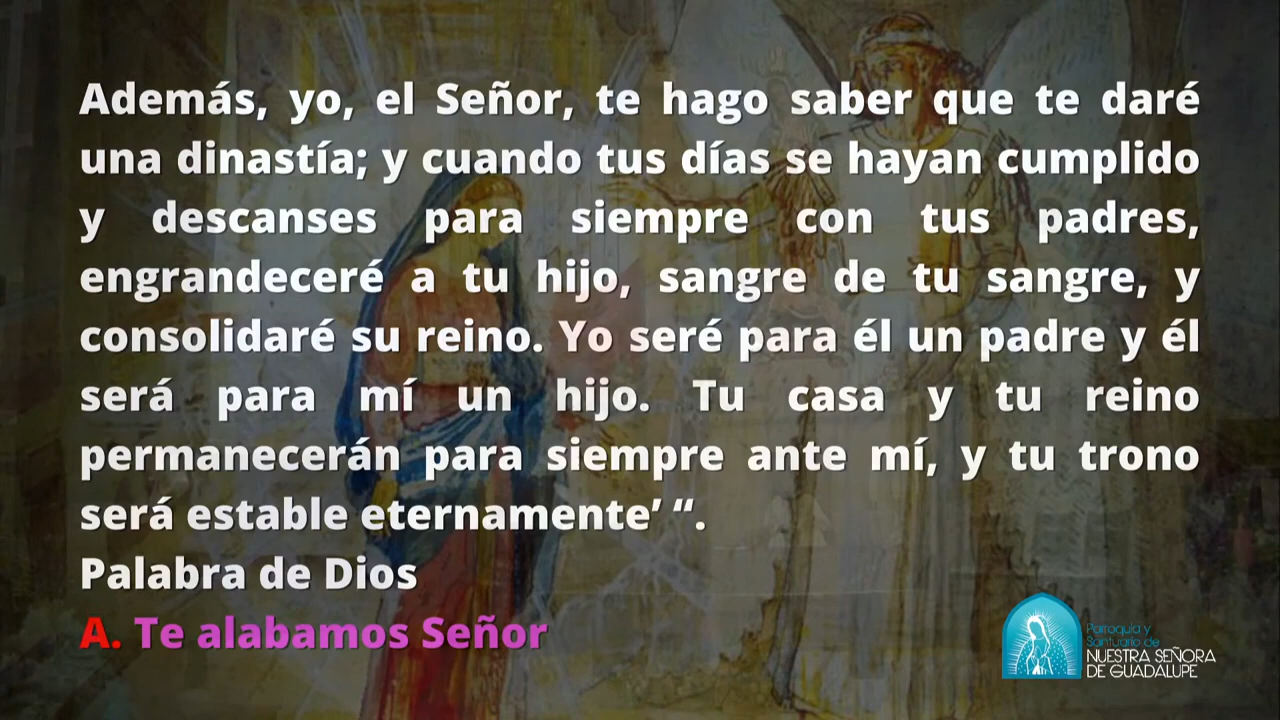 Además, yo, el Señor, te hago saber que te daré
una dinastía; y cuando tus días se hayan cumplido
y descanses para siempre con tus padres,
engrandeceré a tu hijo, sangre de tu sangre, y
consolidaré su reino. Yo seré para él un padre y él
será para mí un hijo. Tu casa y tu reino
permanecerán para siempre ante mí, y tu trono
será estable eternamente’ “.
Palabra de Dios
A. Te alabamos Señor
Parroquia y
Santuario de
NUESTRA SEÑORA
DE GUADALUPE